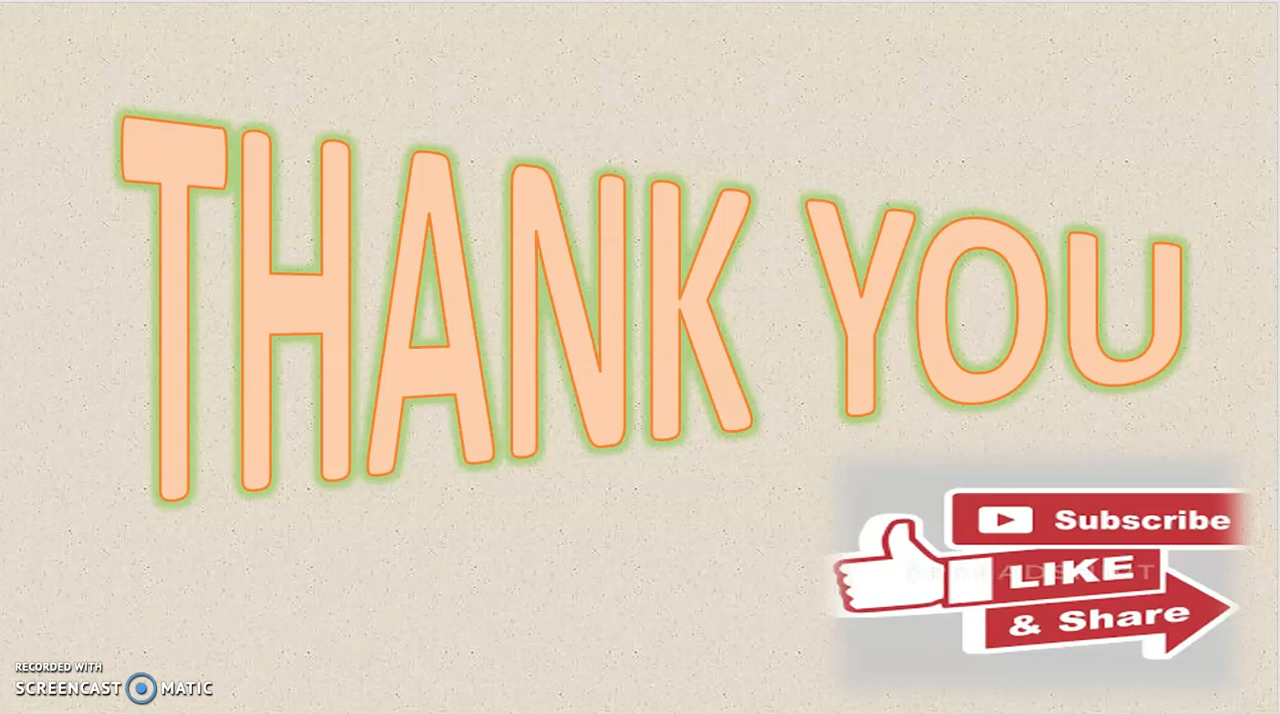 THANK YOU
Subscribe
LIKE
& Share
RECORDED WITH
SCREENCAST MATIC